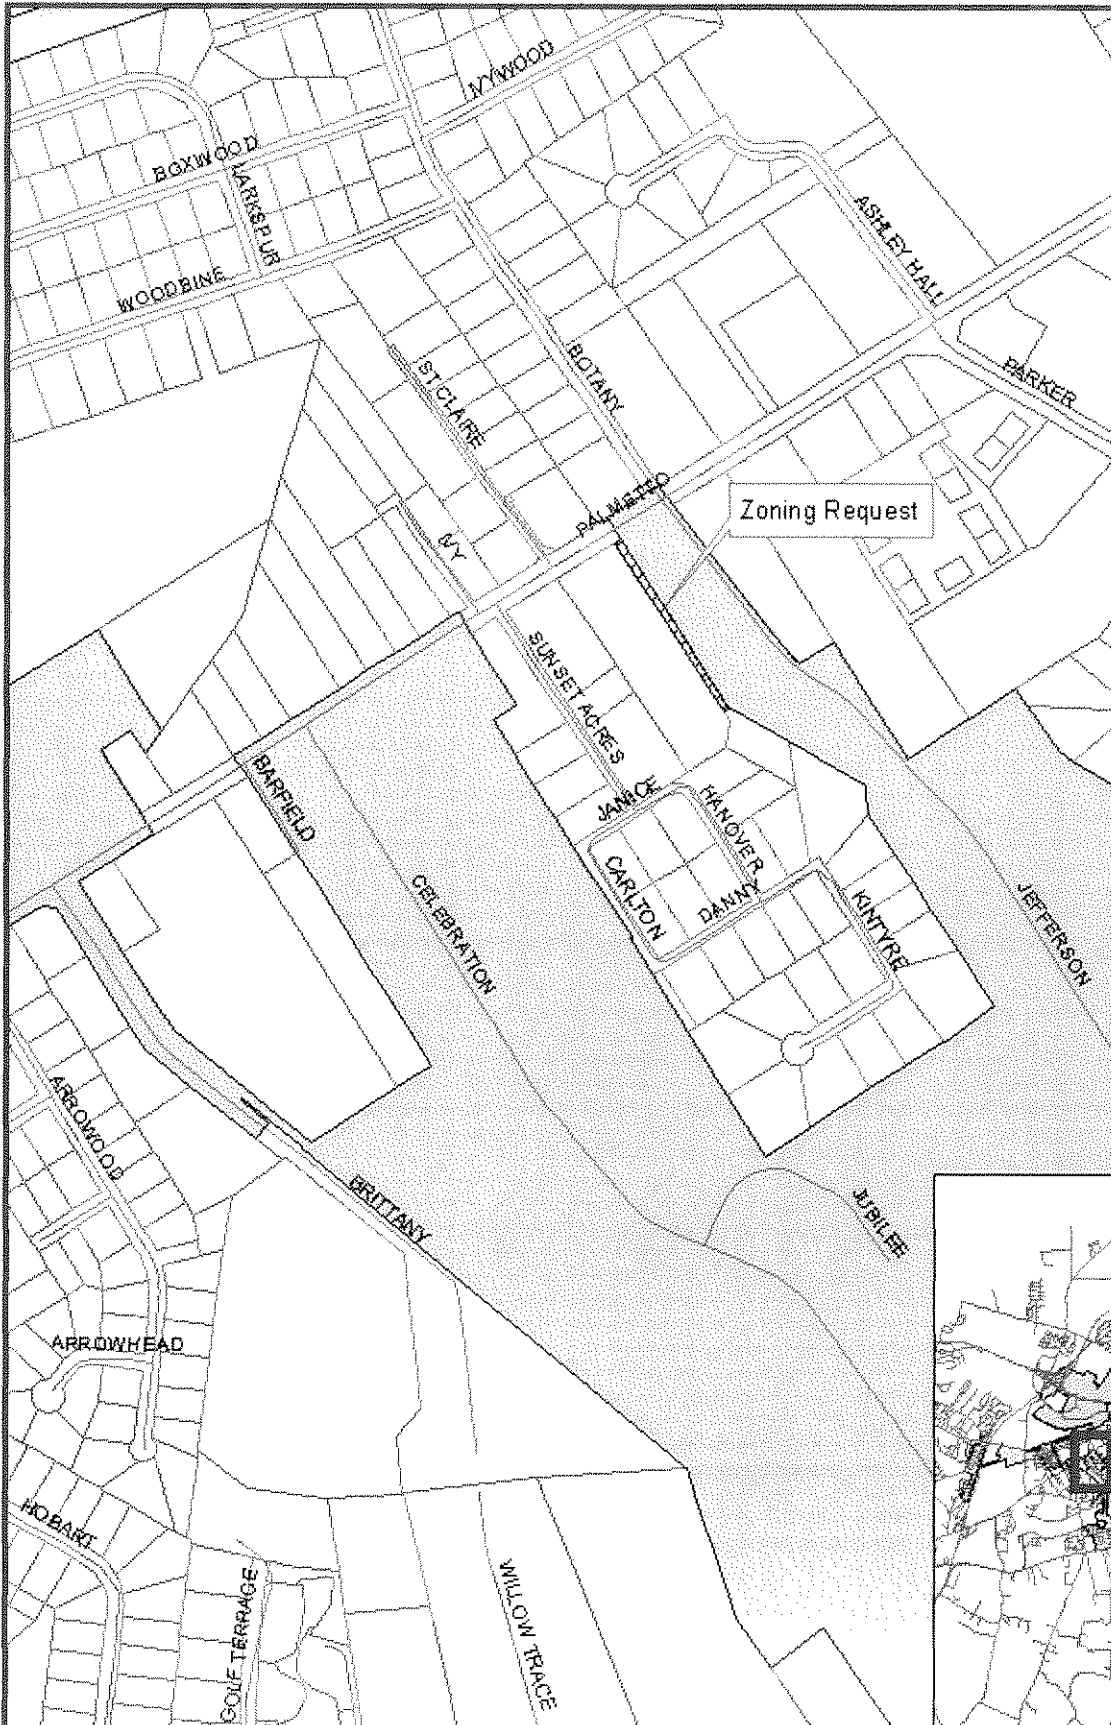 IVYWOOD
BOXWOOD
LARKSPUR
WOODBINE
ASHLEY HALL
PARKER
BOTANY
ST CLAIRE
PALMETTO
IVY
Zoning Request
SUNSET ACRES
BARFIELD
JANICE
HANOVER
CARLTON
DANNY
KINTYRE
CELEBRATION
JEFFERSON
ARROWOOD
BRITTANY
JUBILEE
ARROWHEAD
HOBART
GOLF TERRACE
WILLOW TRACE